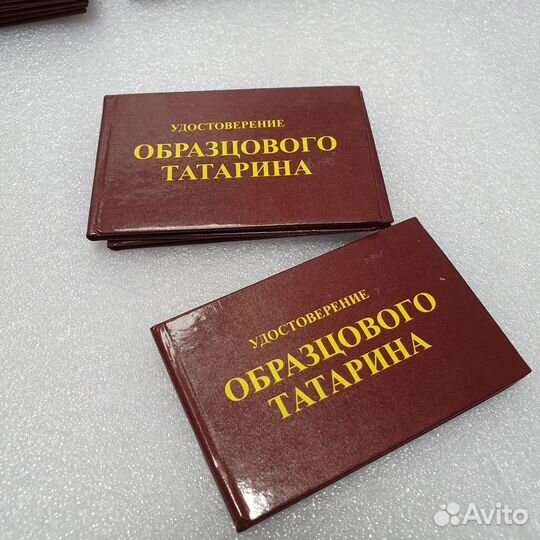 УДОСТОВЕРЕНИЕ
ОБРАЗЦОВОГО
ТАТАРИНА
УДОСТОВЕРЕНИЕ
ОБРАЗЦОВОГО
ТАТАРИНА
Avito